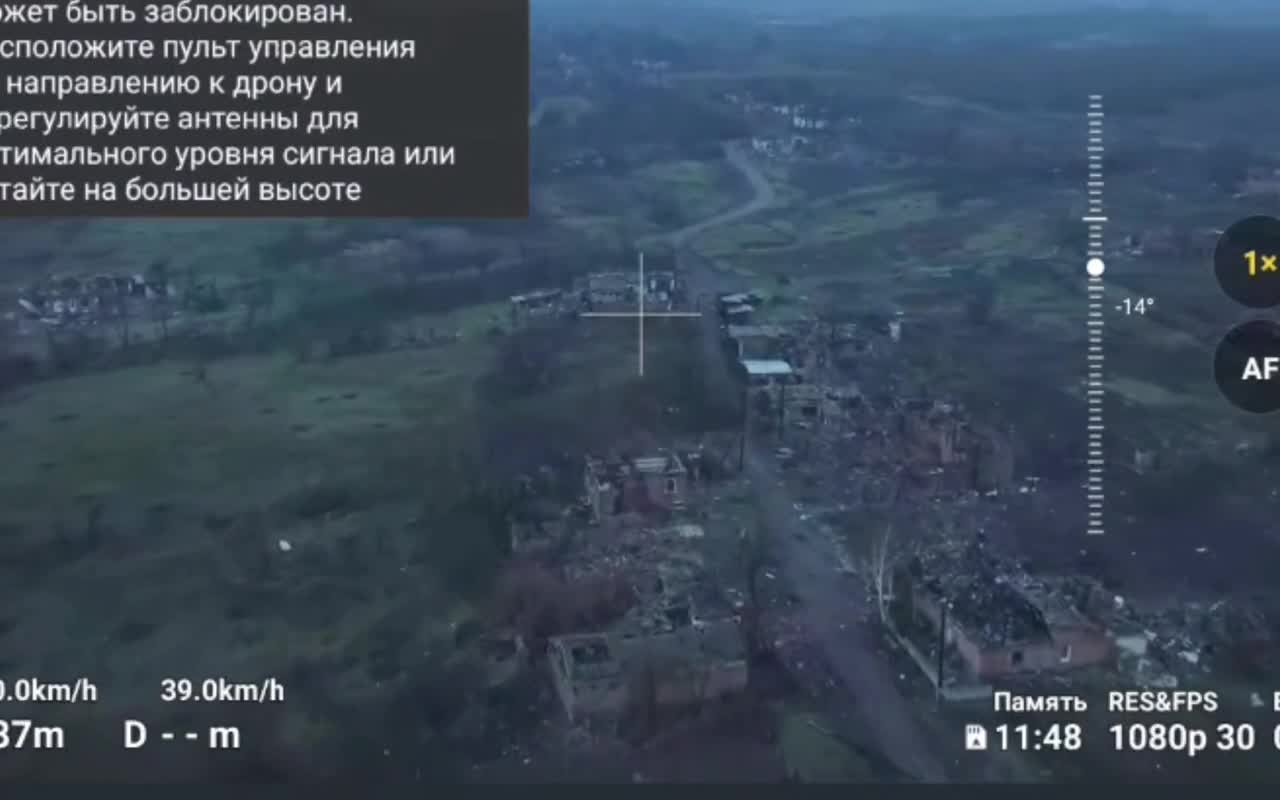 жет быть заблокирован.
сположите пульт управления
направлению к дрону и
регулируйте антенны для
тимального уровня сигнала или
тайте на большей высоте
1×
-14°
AF
0.0km/h 39.0km/h
37m D - - m
Память RES&FPS
11:48 1080p 30